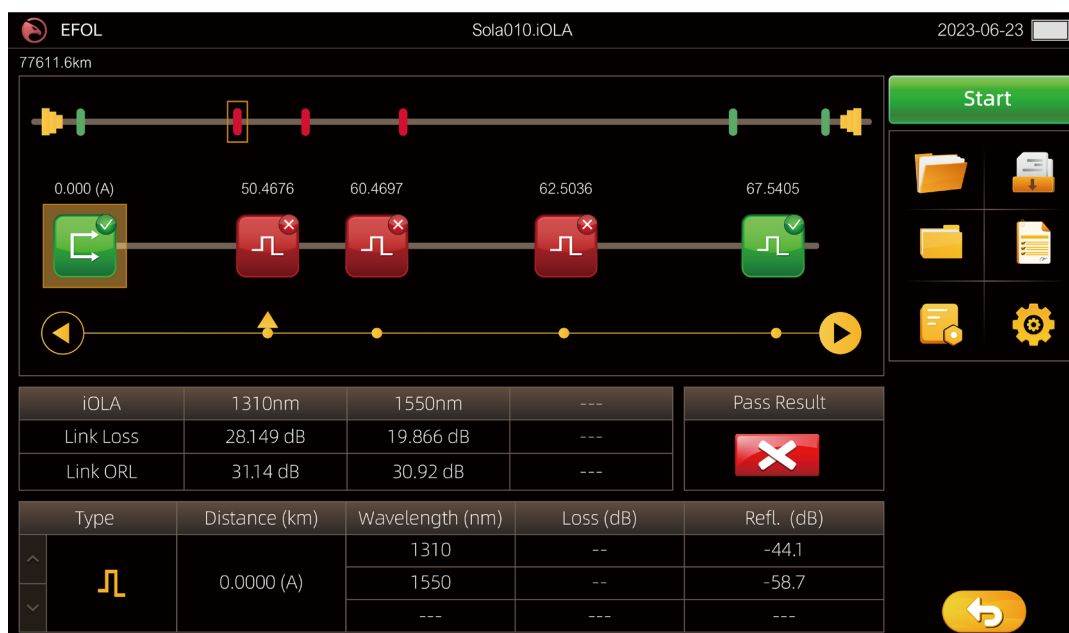 EFOL Sola010.iOLA 2023-06-23
77611.6km
Start
0.000 (A) 50.4676 60.4697 62.5036 67.5405
iOLA 1310nm 1550nm --- Pass Result
Link Loss 28.149 dB 19.866 dB ---
Link ORL 31.14 dB 30.92 dB ---
Type Distance (km) Wavelength (nm) Loss (dB) Refl. (dB)
1310 -- -44.1
0.0000 (A) 1550 -- -58.7
--- --- ---